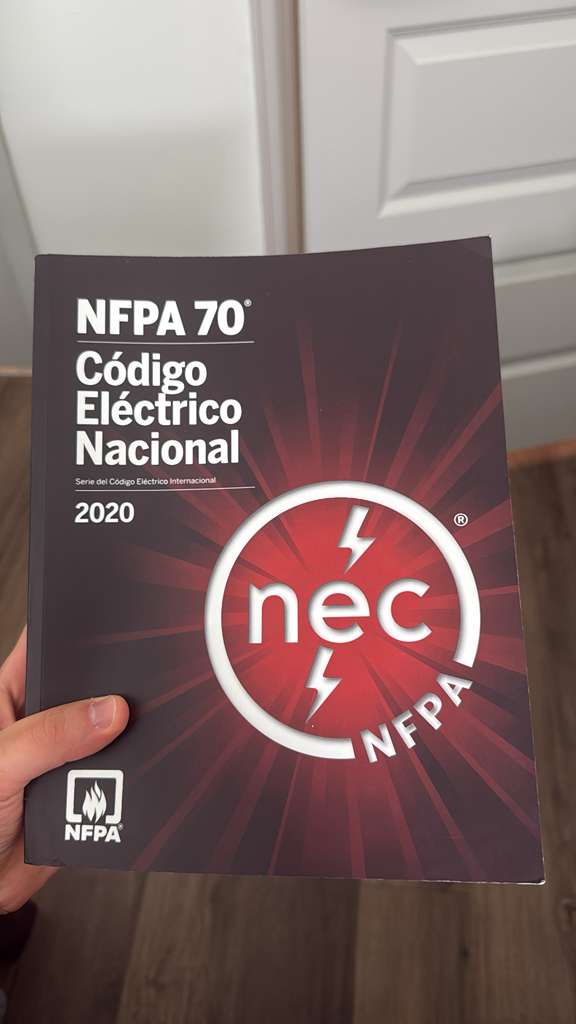 NFPA 70®
Código
Eléctrico
Nacional
Serie del Código Eléctrico Internacional
2020
®
nec
NFPA
NFPA®